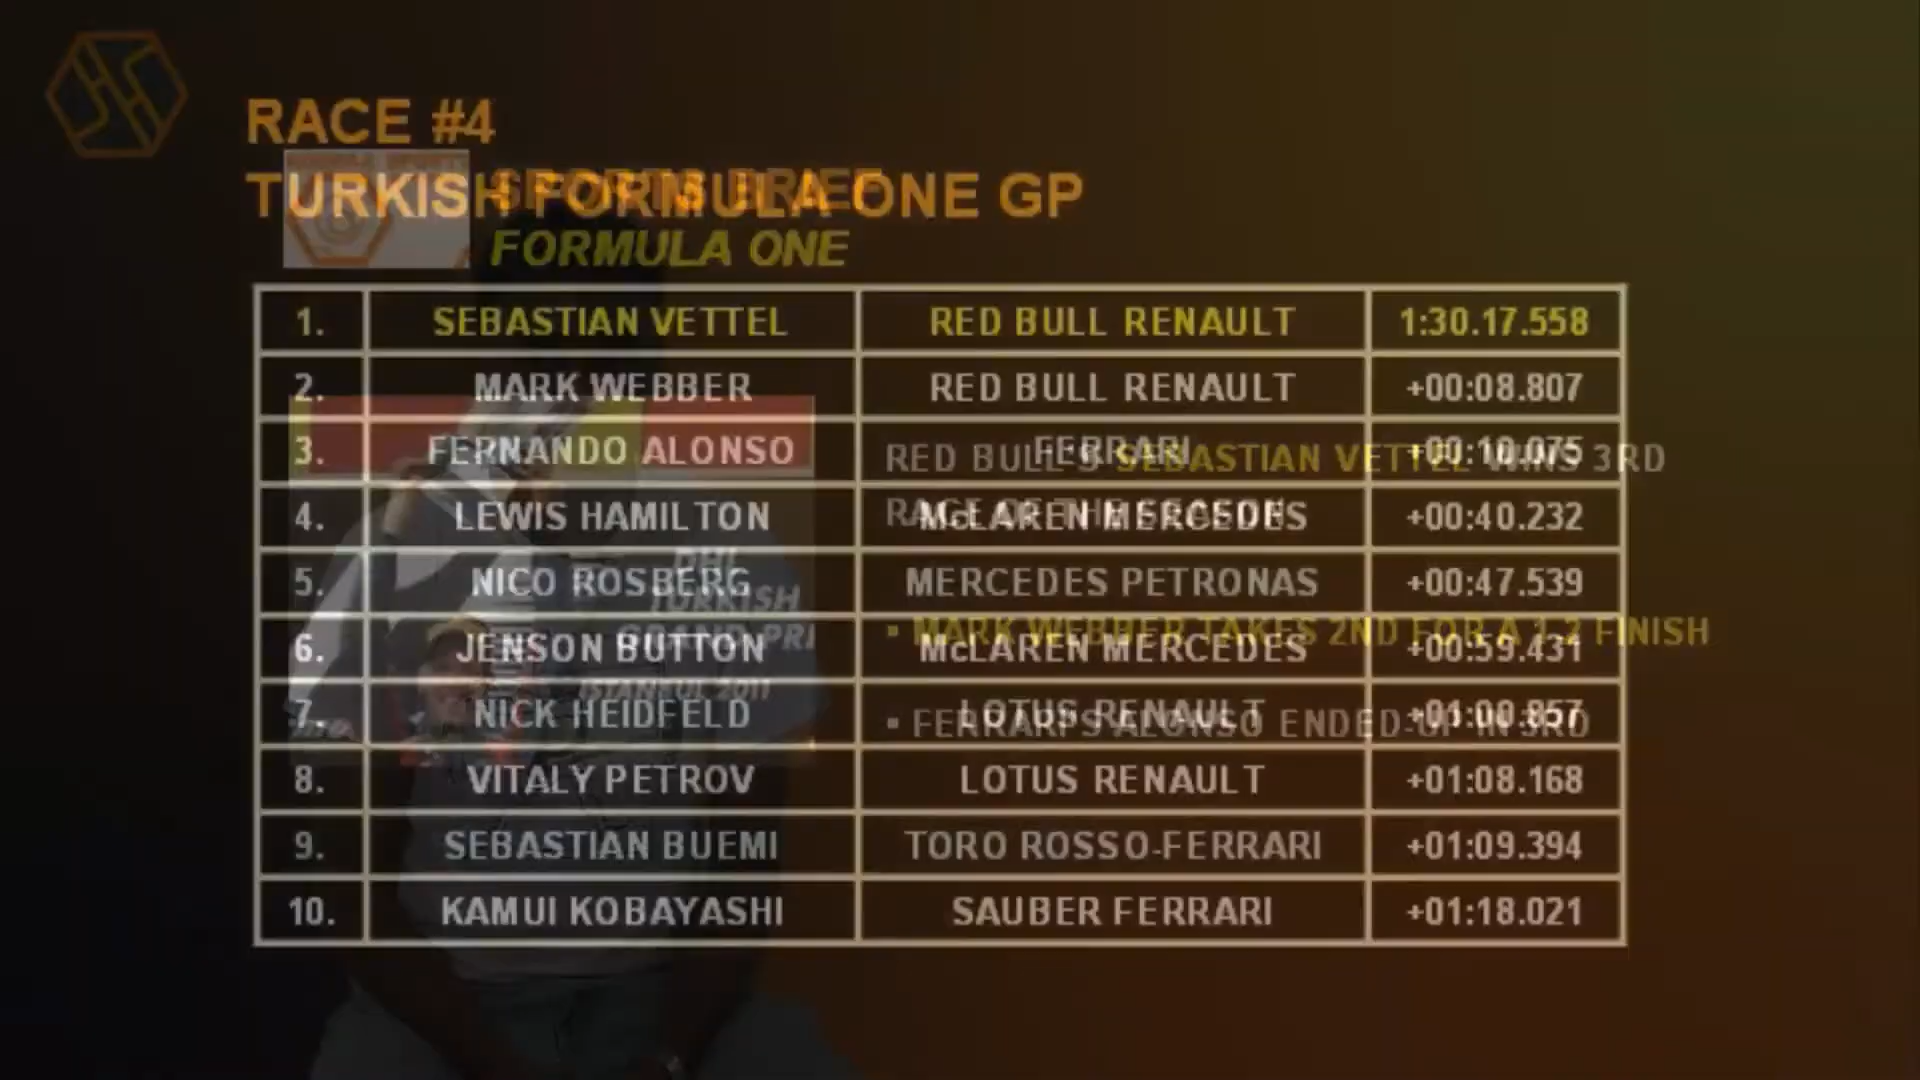 RACE #4
TURKISH FORMULA ONE GP
SPORTS BRIEF
FORMULA ONE
1. SEBASTIAN VETTEL RED BULL RENAULT 1:30.17.558
2. MARK WEBBER RED BULL RENAULT +00:08.807
3. FERNANDO ALONSO FERRARI +00:10.075
4. LEWIS HAMILTON McLAREN MERCEDES +00:40.232
5. NICO ROSBERG MERCEDES PETRONAS +00:47.539
6. JENSON BUTTON McLAREN MERCEDES +00:59.431
7. NICK HEIDFELD LOTUS RENAULT +01:00.857
8. VITALY PETROV LOTUS RENAULT +01:08.168
9. SEBASTIAN BUEMI TORO ROSSO-FERRARI +01:09.394
10. KAMUI KOBAYASHI SAUBER FERRARI +01:18.021
RED BULL'S SEBASTIAN VETTEL WINS 3RD
RACE OF THE SEASON
▪ MARK WEBBER TAKES 2ND FOR A 1-2 FINISH
▪ FERRARI'S ALONSO ENDED-UP IN 3RD
DHL
TURKISH
GRAND PRI
ISTANBUL 2011